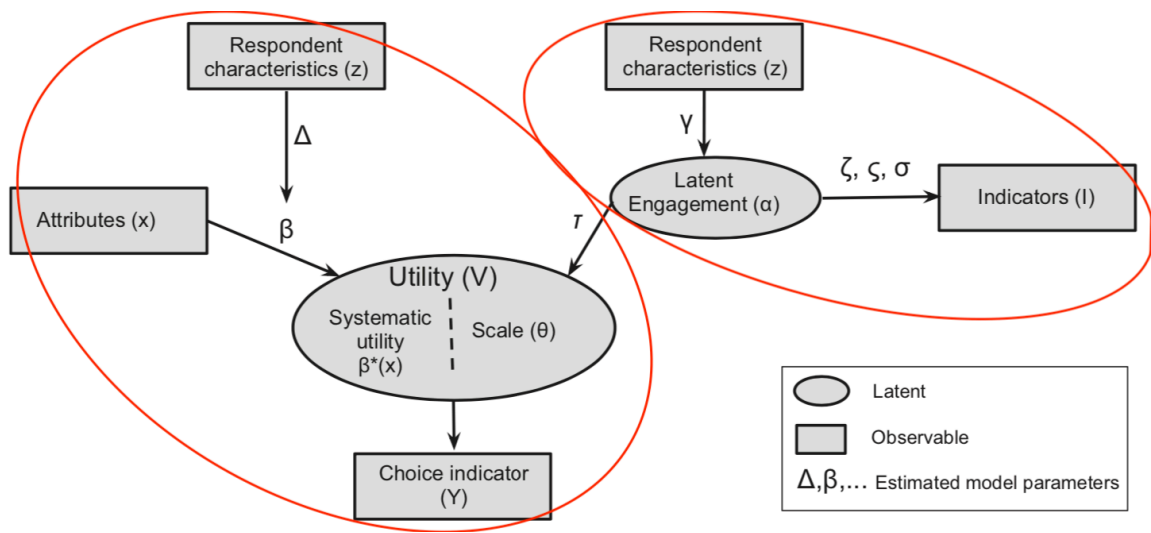 Respondent
characteristics (z)
Respondent
characteristics (z)
Δ
γ
Attributes (x)
β
Latent
Engagement (α)
ζ, ς, σ
Indicators (I)
τ
Utility (V)
Systematic
utility
β*(x)
Scale (θ)
Choice indicator
(Y)
Latent
Observable
Δ,β,... Estimated model parameters